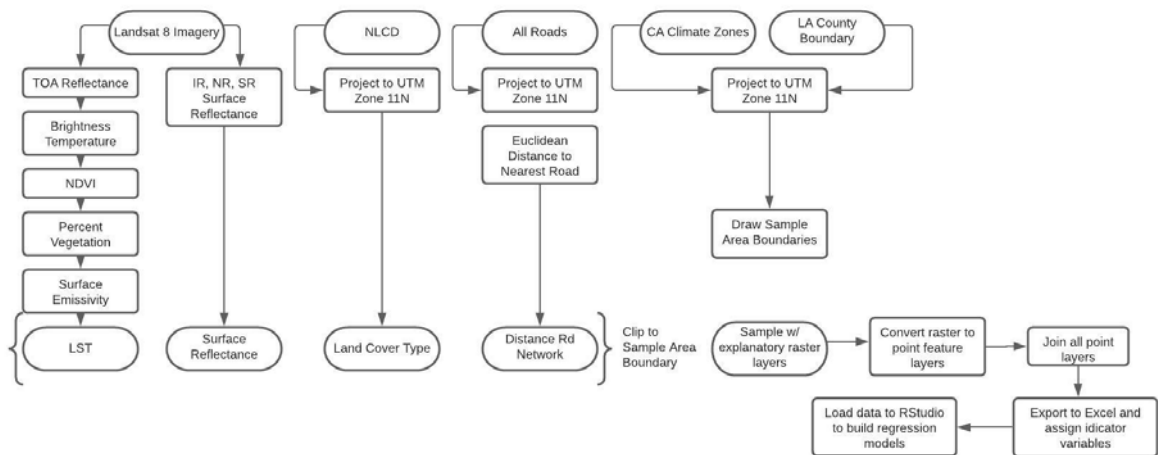 Landsat 8 Imagery
NLCD
All Roads
CA Climate Zones
LA County
Boundary
TOA Reflectance
IR, NR, SR
Surface
Reflectance
Project to UTM
Zone 11N
Project to UTM
Zone 11N
Project to UTM
Zone 11N
Brightness
Temperature
Euclidean
Distance to
Nearest Road
NDVI
Percent
Vegetation
Draw Sample
Area Boundaries
Surface
Emissivity
LST
Surface
Reflectance
Land Cover Type
Distance Rd
Network
Clip to
Sample Area
Boundary
Sample w/
explanatory raster
layers
Convert raster to
point feature
layers
Join all point
layers
Load data to RStudio
to build regression
models
Export to Excel and
assign idicator
variables